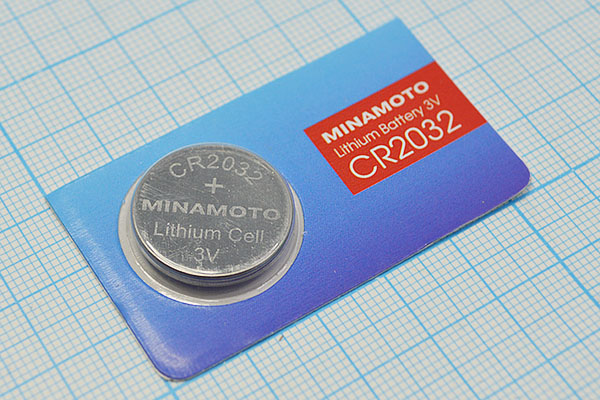 MINAMOTO
Lithium Battery 3V
CR2032
CR2032
+
MINAMOTO
Lithium Cell
3V